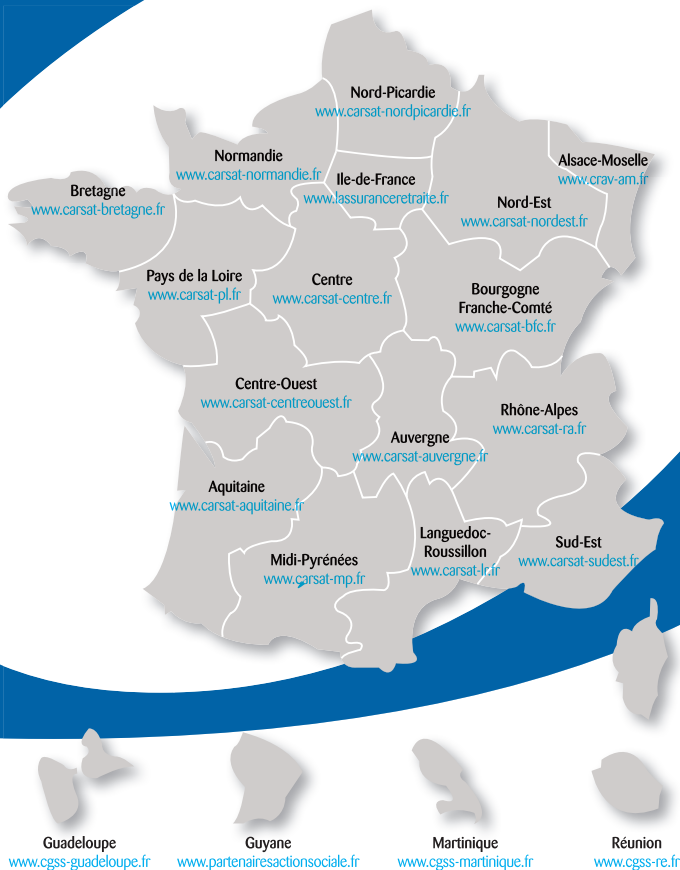 Nord-Picardie
www.carsat-nordpicardie.fr
Normandie
www.carsat-normandie.fr
Ile-de-France
www.lassuranceretraite.fr
Alsace-Moselle
www.crav-am.fr
Bretagne
www.carsat-bretagne.fr
Nord-Est
www.carsat-nordest.fr
Pays de la Loire
www.carsat-pl.fr
Centre
www.carsat-centre.fr
Bourgogne
Franche-Comté
www.carsat-bfc.fr
Centre-Ouest
www.carsat-centreouest.fr
Rhône-Alpes
www.carsat-ra.fr
Auvergne
www.carsat-auvergne.fr
Aquitaine
www.carsat-aquitaine.fr
Languedoc-
Roussillon
www.carsat-lr.fr
Sud-Est
www.carsat-sudest.fr
Midi-Pyrénées
www.carsat-mp.fr
Guadeloupe
www.cgss-guadeloupe.fr
Guyane
www.partenairesactionsociale.fr
Martinique
www.cgss-martinique.fr
Réunion
www.cgss-re.fr